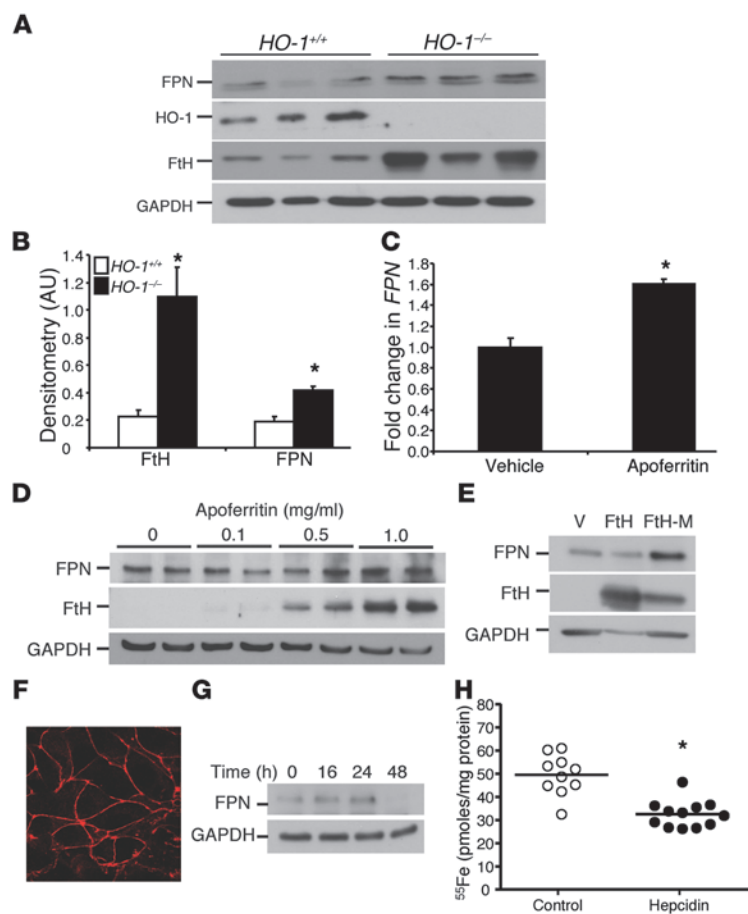 A
HO-1+/+ HO-1–/–
FPN
HO-1
FtH
GAPDH
B
Densitometry (AU)
1.4
1.2
1.0
0.8
0.6
0.4
0.2
0
HO-1+/+
HO-1–/–
*
*
FtH FPN
C
Fold change in FPN
1.8
1.6
1.4
1.2
1.0
0.8
0.6
0.4
0.2
0.0
*
Vehicle Apoferritin
D
Apoferritin (mg/ml)
0 0.1 0.5 1.0
FPN
FtH
GAPDH
E
V FtH FtH-M
FPN
FtH
GAPDH
F
G
Time (h) 0 16 24 48
FPN
GAPDH
H
55Fe (pmoles/mg protein)
80
70
60
50
40
30
20
10
0
*
Control Hepcidin